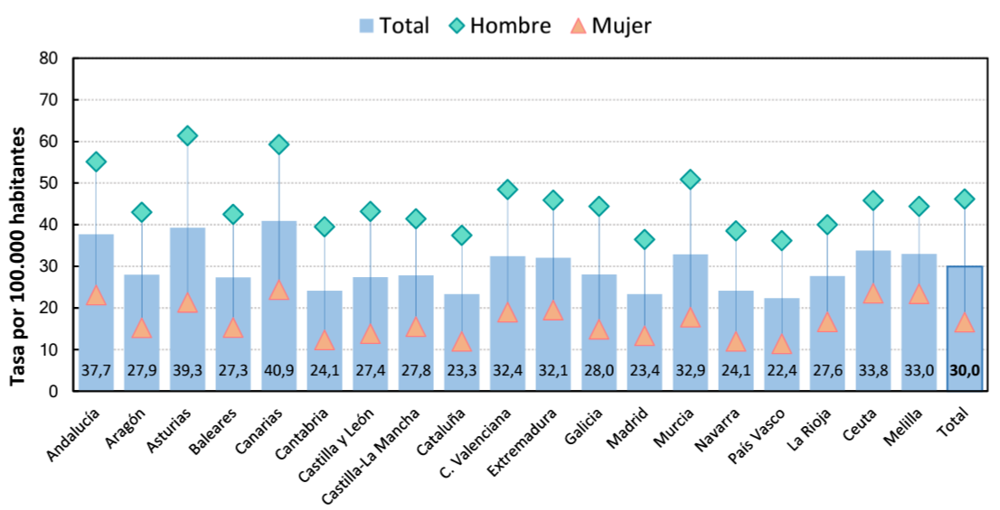 Total Hombre Mujer
Tasa por 100.000 habitantes
80
70
60
50
40
30
20
10
0
37,7 27,9 39,3 27,3 40,9 24,1 27,4 27,8 23,3 32,4 32,1 28,0 23,4 32,9 24,1 22,4 27,6 33,8 33,0 30,0
Andalucía
Aragón
Asturias
Baleares
Canarias
Cantabria
Castilla y León
Castilla-La Mancha
Cataluña
C. Valenciana
Extremadura
Galicia
Madrid
Murcia
Navarra
País Vasco
La Rioja
Ceuta
Melilla
Total